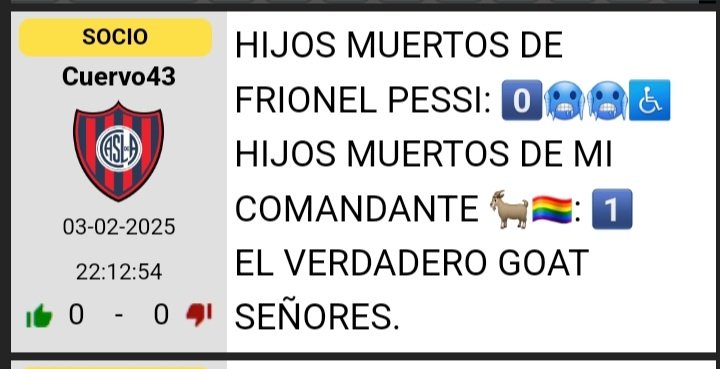 SOCIO
Cuervo43
CASLA
03-02-2025
22:12:54
0 - 0
HIJOS MUERTOS DE
FRIONEL PESSI: 0️⃣🥶🥶♿
HIJOS MUERTOS DE MI
COMANDANTE 🐐🏳️‍🌈: 1️⃣
EL VERDADERO GOAT
SEÑORES.